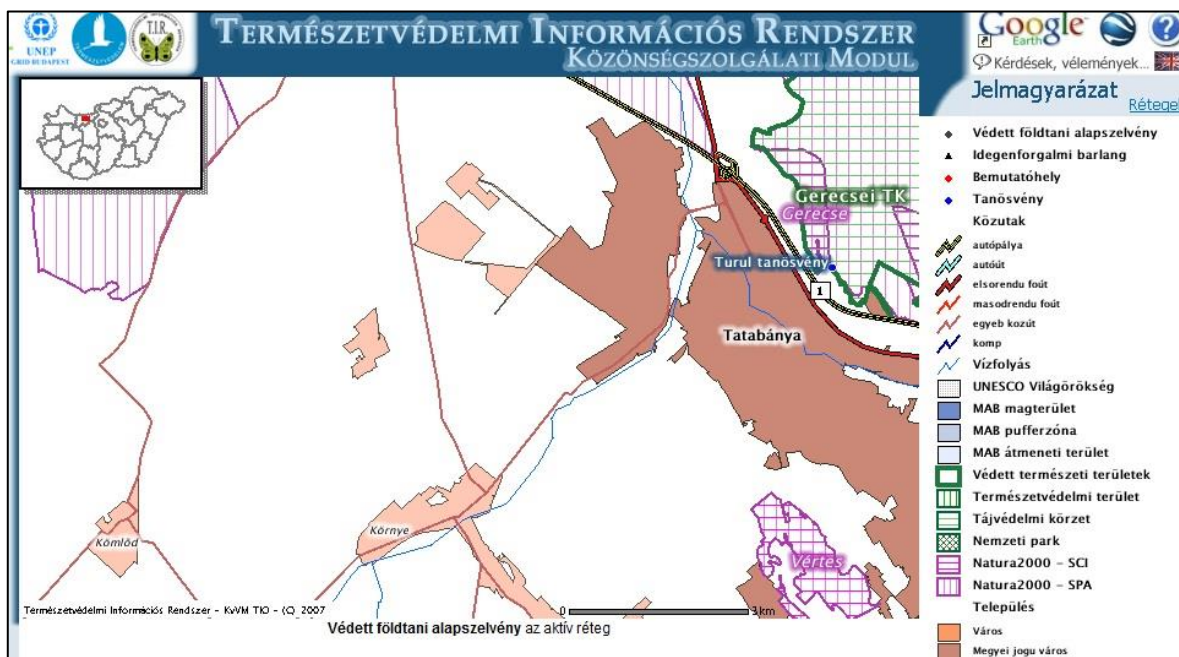 UNEP
GRID BUDAPEST
T.I.R.
TERMÉSZETVÉDELMI INFORMÁCIÓS RENDSZER
KÖZÖNSÉGSZOLGÁLATI MODUL
Google
Earth
?
Kérdések, vélemények...
Jelmagyarázat
Rétegek
Védett földtani alapszelvény
Idegenforgalmi barlang
Bemutatóhely
Tanösvény
Közutak
autópálya
autóút
elsorendu foút
masodrendu foút
egyeb kozút
komp
Vízfolyás
UNESCO Világörökség
MAB magterület
MAB pufferzóna
MAB átmeneti terület
Védett természeti területek
Természetvédelmi terület
Tájvédelmi körzet
Nemzeti park
Natura2000 - SCI
Natura2000 - SPA
Település
Város
Megyei jogu város
Gerecsei TK
Gerecse
Turul tanösvény
1
Tatabánya
Környe
Kömlőd
Vértes
Természetvédelmi Információs Rendszer - KvVM TIO - (C) 2007
0 3km
Védett földtani alapszelvény az aktív réteg